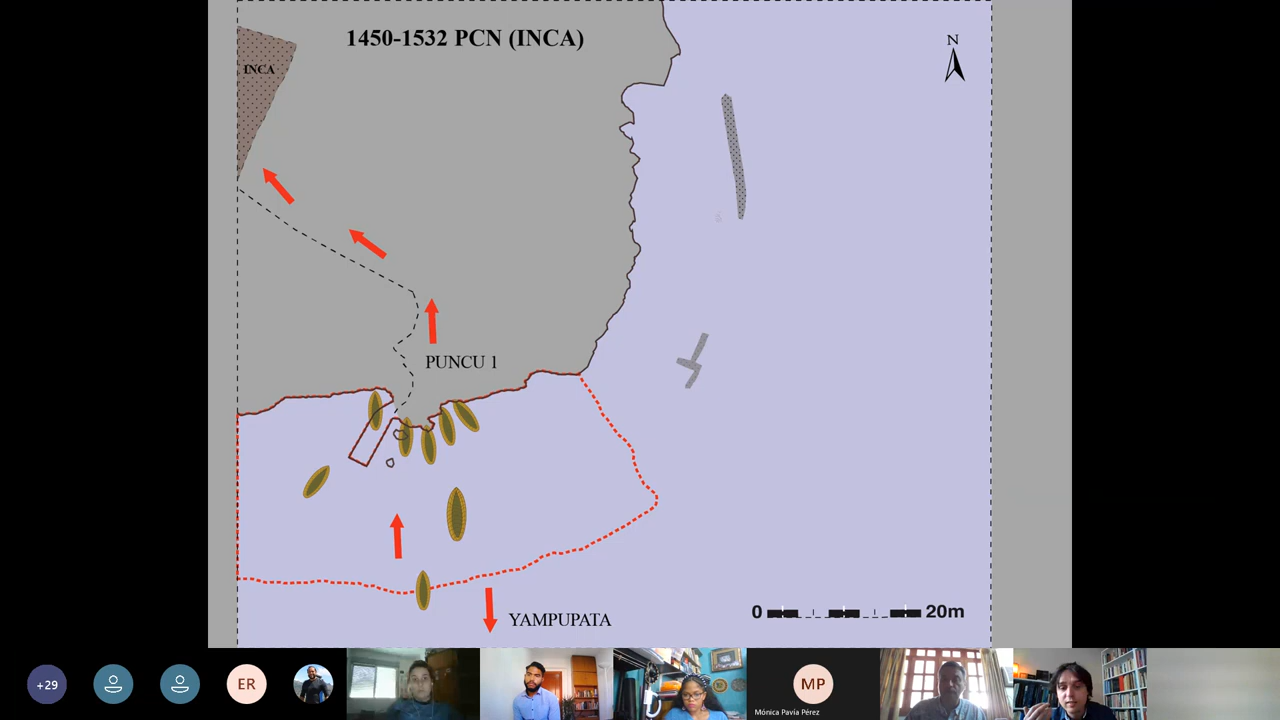 1450-1532 PCN (INCA)
N
INCA
PUNCU 1
YAMPUPATA
0 20m
+29
ER
MP
Mónica Pavía Pérez